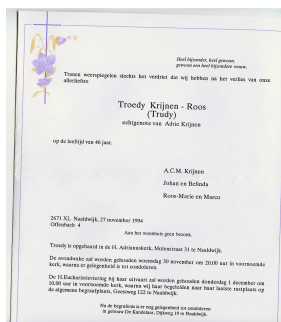 Heel bijzonder, heel gewoon,
gewoon een heel bijzondere vrouw.
Tranen weerspiegelen slechts het verdriet dat wij hebben na het verlies van onze
allerliefste
Troedy Krijnen - Roos
(Trudy)
echtgenote van Adrie Krijnen
op de leeftijd van 46 jaar.
A.C.M. Krijnen
Johan en Belinda
Roos-Marie en Marco
2671 XL Naaldwijk, 27 november 1994
Offenbach 4
Aan het woonhuis geen bezoek.
Troedy is opgebaard in de H. Adrianuskerk, Molenstraat 31 te Naaldwijk.
De avondwake zal worden gehouden woensdag 30 november om 20.00 uur in voornoemde
kerk, waarna er gelegenheid is tot condoleren.
De H.Eucharistieviering bij haar uitvaart zal worden gehouden donderdag 1 december om
10.00 uur in voornoemde kerk, waarna wij haar begeleiden naar haar laatste rustplaats op
de algemene begraafplaats, Geestweg 122 te Naaldwijk.
Na de begrafenis is er nog gelegenheid tot condoleren
in gebouw De Kandelaar, Dijkweg 19 te Naaldwijk.